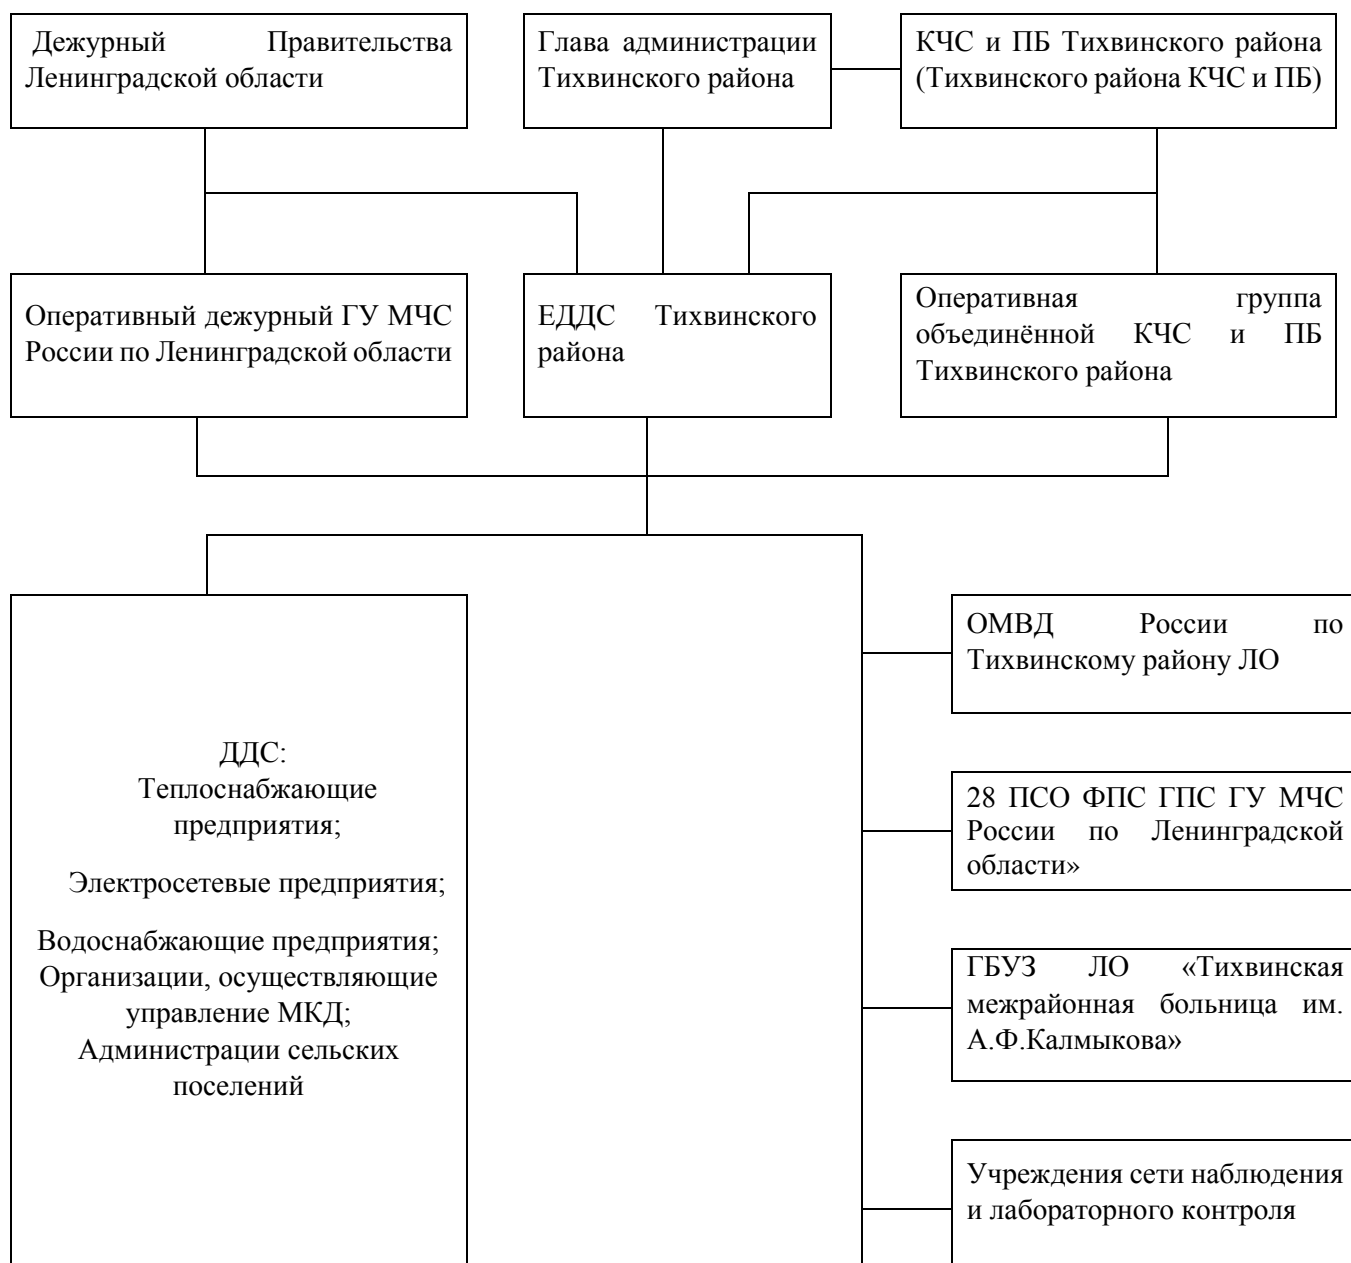 Дежурный Правительства
Ленинградской области
Глава администрации
Тихвинского района
КЧС и ПБ Тихвинского района
(Тихвинского района КЧС и ПБ)
Оперативный дежурный ГУ МЧС
России по Ленинградской области
ЕДДС Тихвинского
района
Оперативная группа
объединённой КЧС и ПБ
Тихвинского района
ДДС:
Теплоснабжающие
предприятия;
Электросетевые предприятия;
Водоснабжающие предприятия;
Организации, осуществляющие
управление МКД;
Администрации сельских
поселений
ОМВД России по
Тихвинскому району ЛО
28 ПСО ФПС ГПС ГУ МЧС
России по Ленинградской
области»
ГБУЗ ЛО «Тихвинская
межрайонная больница им.
А.Ф.Калмыкова»
Учреждения сети наблюдения
и лабораторного контроля